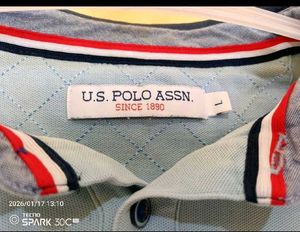 U.S. POLO ASSN.
SINCE 1890
L
2026/01/17 13:10
TECNO
SPARK 30C